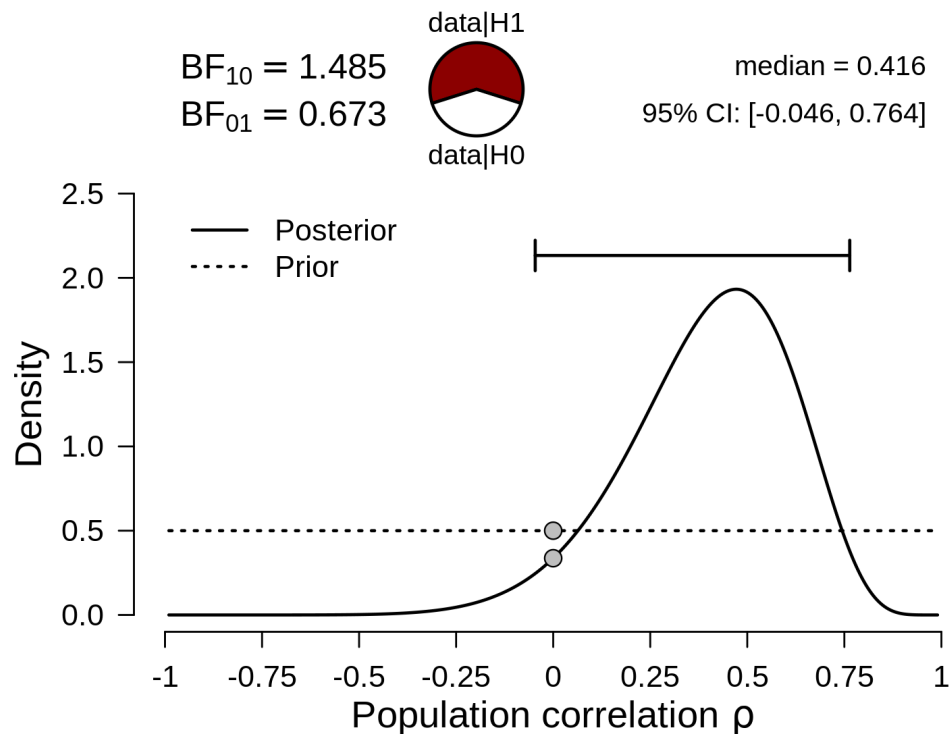 data|H1
BF10 = 1.485
BF01 = 0.673
data|H0
median = 0.416
95% CI: [-0.046, 0.764]
Posterior
Prior
Density
2.5
2.0
1.5
1.0
0.5
0.0
-1 -0.75 -0.5 -0.25 0 0.25 0.5 0.75 1
Population correlation ρ